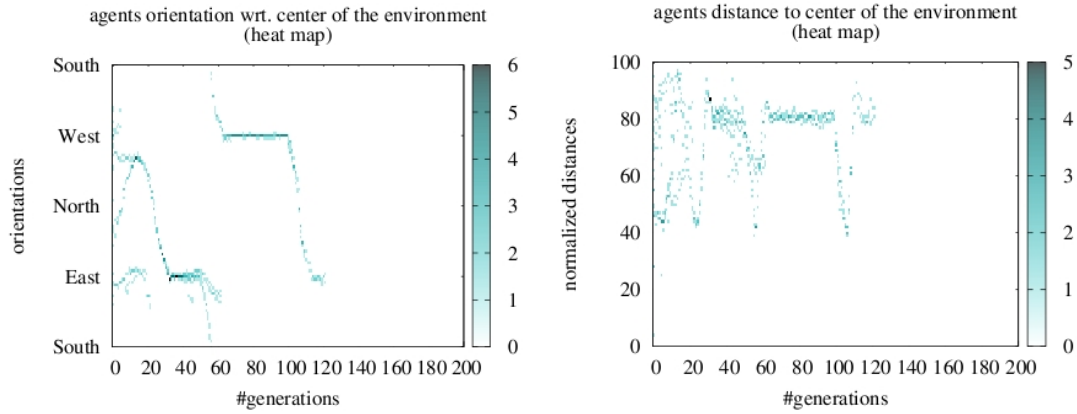 agents orientation wrt. center of the environment
(heat map)
South
West
North
East
South
orientations
0 20 40 60 80 100 120 140 160 180 200
#generations
6
5
4
3
2
1
0
agents distance to center of the environment
(heat map)
100
80
60
40
20
0
normalized distances
0 20 40 60 80 100 120 140 160 180 200
#generations
5
4
3
2
1
0